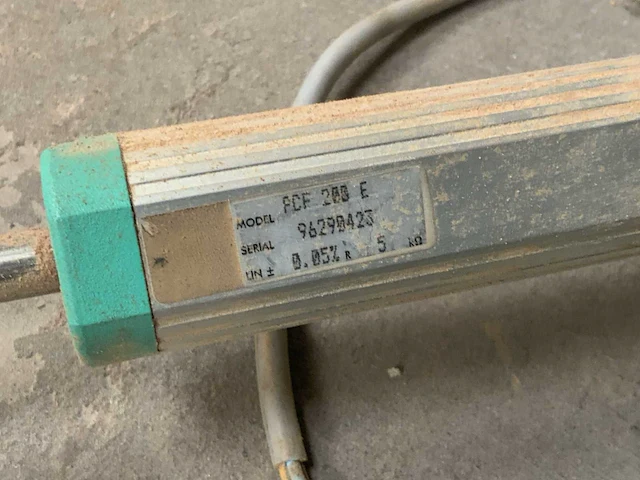 MODEL PCF 200 E
SERIAL 96290423
LIN ± 0.05% R 5 kΩ